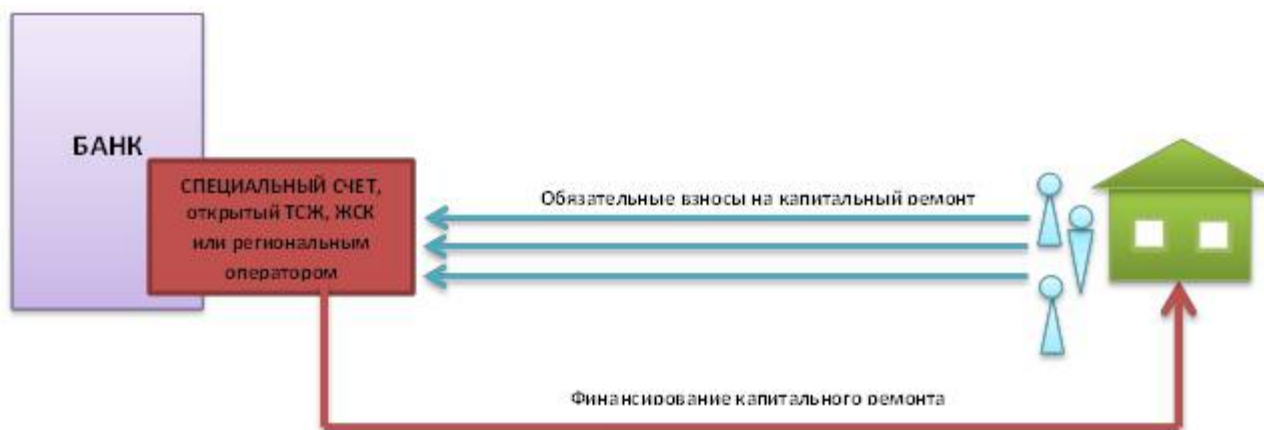 БАНК
СПЕЦИАЛЬНЫЙ СЧЕТ,
открытый ТСЖ, ЖСК
или региональным
оператором
Обязательные взносы на капитальный ремонт
Финансирование капитального ремонта